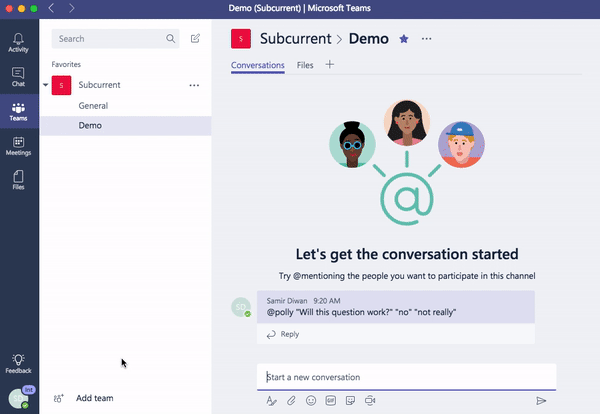 Demo (Subcurrent) | Microsoft Teams
Activity
Chat
Teams
Meetings
Files
Feedback
SD
Int
Search
Favorites
S Subcurrent ...
General
Demo
Add team
S Subcurrent > Demo ...
Conversations Files +
@
Let's get the conversation started
Try @mentioning the people you want to participate in this channel
SD
Samir Diwan 9:20 AM
@polly "Will this question work?" "no" "not really"
Reply
Start a new conversation
GIF